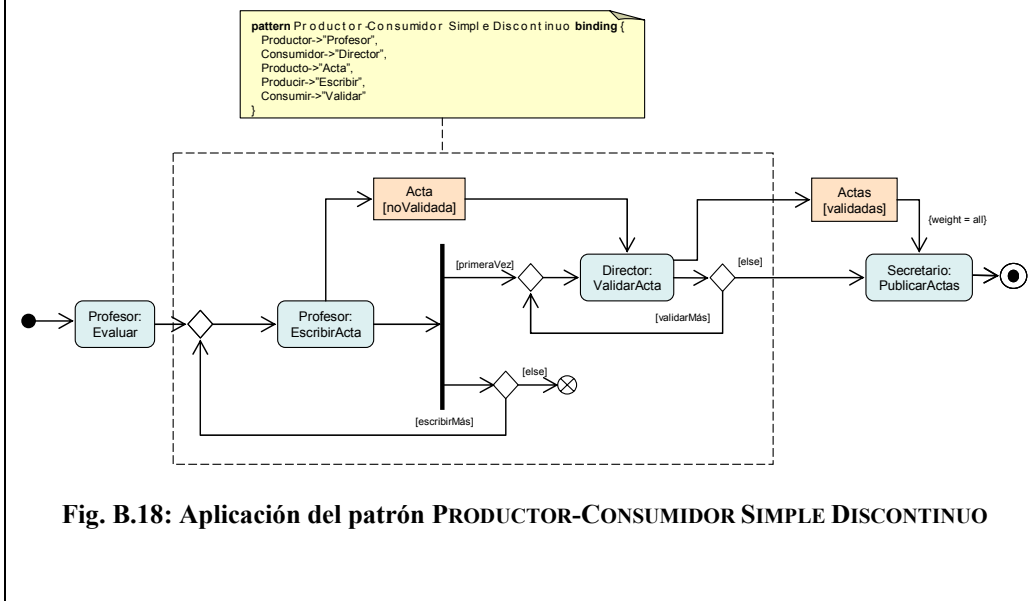 pattern Productor-Consumidor Simple Discontinuo binding {
Productor->"Profesor",
Consumidor->"Director",
Producto->"Acta",
Producir->"Escribir",
Consumir->"Validar"
}
Acta
[noValidada]
Actas
[validadas]
{weight = all}
[primeraVez]
Director:
ValidarActa
[else]
Secretario:
PublicarActas
Profesor:
Evaluar
Profesor:
EscribirActa
[validarMás]
[else]
[escribirMás]
Fig. B.18: Aplicación del patrón PRODUCTOR-CONSUMIDOR SIMPLE DISCONTINUO